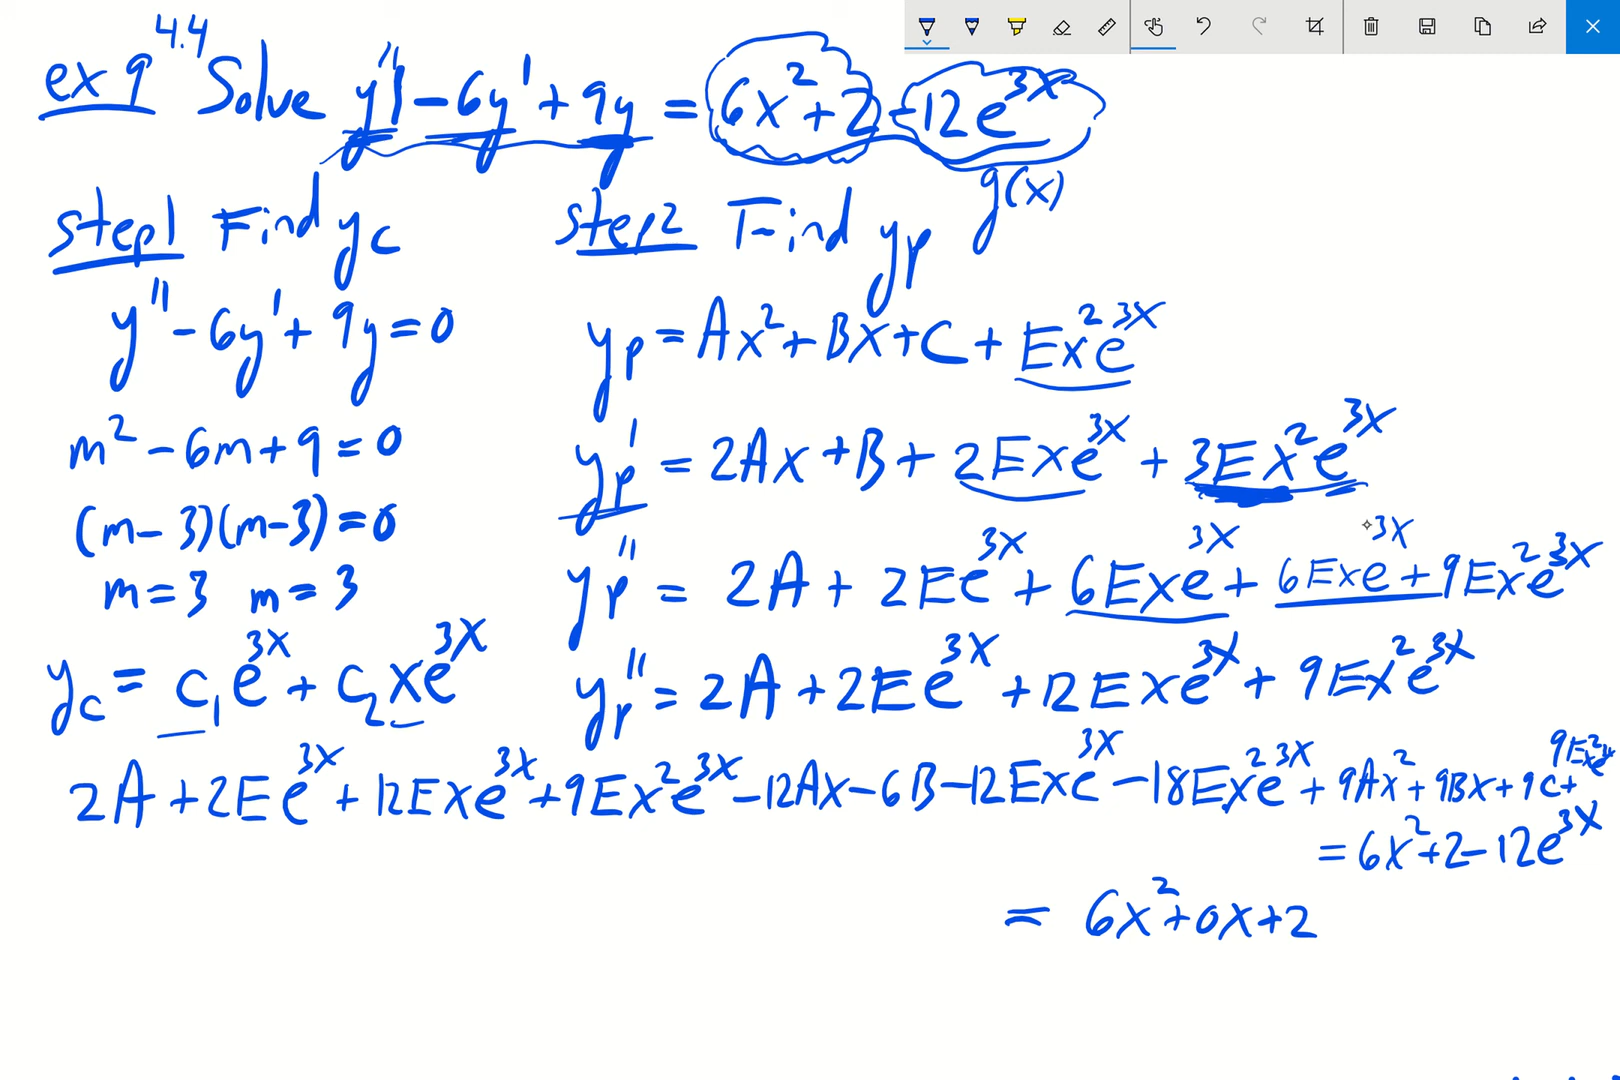 ex 9 4.4 Solve y'' - 6y' + 9y = 6x² + 2 - 12e^{3x}
g(x)
step1 Find yc
y'' - 6y' + 9y = 0
m² - 6m + 9 = 0
(m - 3)(m - 3) = 0
m = 3 m = 3
yc = c₁e^{3x} + c₂xe^{3x}
step2 Find yp
yp = Ax² + Bx + C + Ex²e^{3x}
yp' = 2Ax + B + 2Exe^{3x} + 3Ex²e^{3x}
yp'' = 2A + 2Ee^{3x} + 6Exe^{3x} + 6Exe^{3x} + 9Ex²e^{3x}
yp'' = 2A + 2Ee^{3x} + 12Exe^{3x} + 9Ex²e^{3x}
2A + 2Ee^{3x} + 12Exe^{3x} + 9Ex²e^{3x} - 12Ax - 6B - 12Exe^{3x} - 18Ex²e^{3x} + 9Ax² + 9Bx + 9C + 9Ex²e^{3x}
= 6x² + 2 - 12e^{3x}
= 6x² + 0x + 2